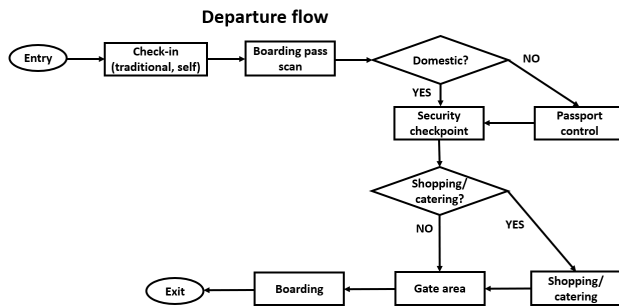 Departure flow
Entry
Check-in
(traditional, self)
Boarding pass
scan
Domestic?
NO
YES
Security
checkpoint
Passport
control
Shopping/
catering?
NO
YES
Exit
Boarding
Gate area
Shopping/
catering